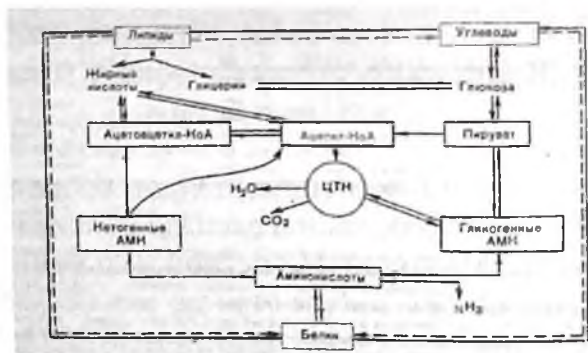 Липиды
Углеводы
Жирные
кислоты
Глицерин
Глюкоза
Ацетоацетил-КоА
Ацетил-КоА
Пируват
H₂O
ЦТК
CO₂
Кетогенные
АМК
Гликогенные
АМК
Аминокислоты
NH₃
Белки